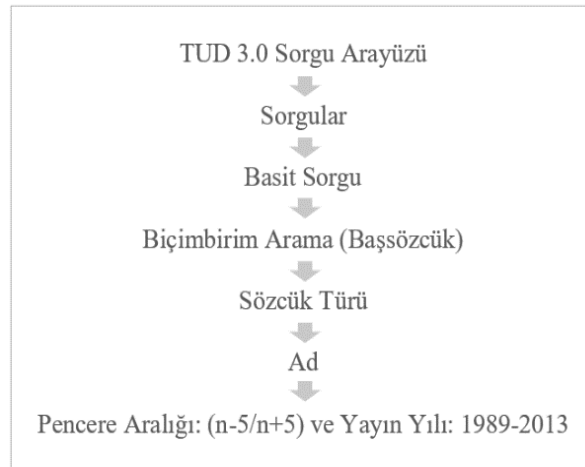 TUD 3.0 Sorgu Arayüzü
Sorgular
Basit Sorgu
Biçimbirim Arama (Başsözcük)
Sözcük Türü
Ad
Pencere Aralığı: (n-5/n+5) ve Yayın Yılı: 1989-2013